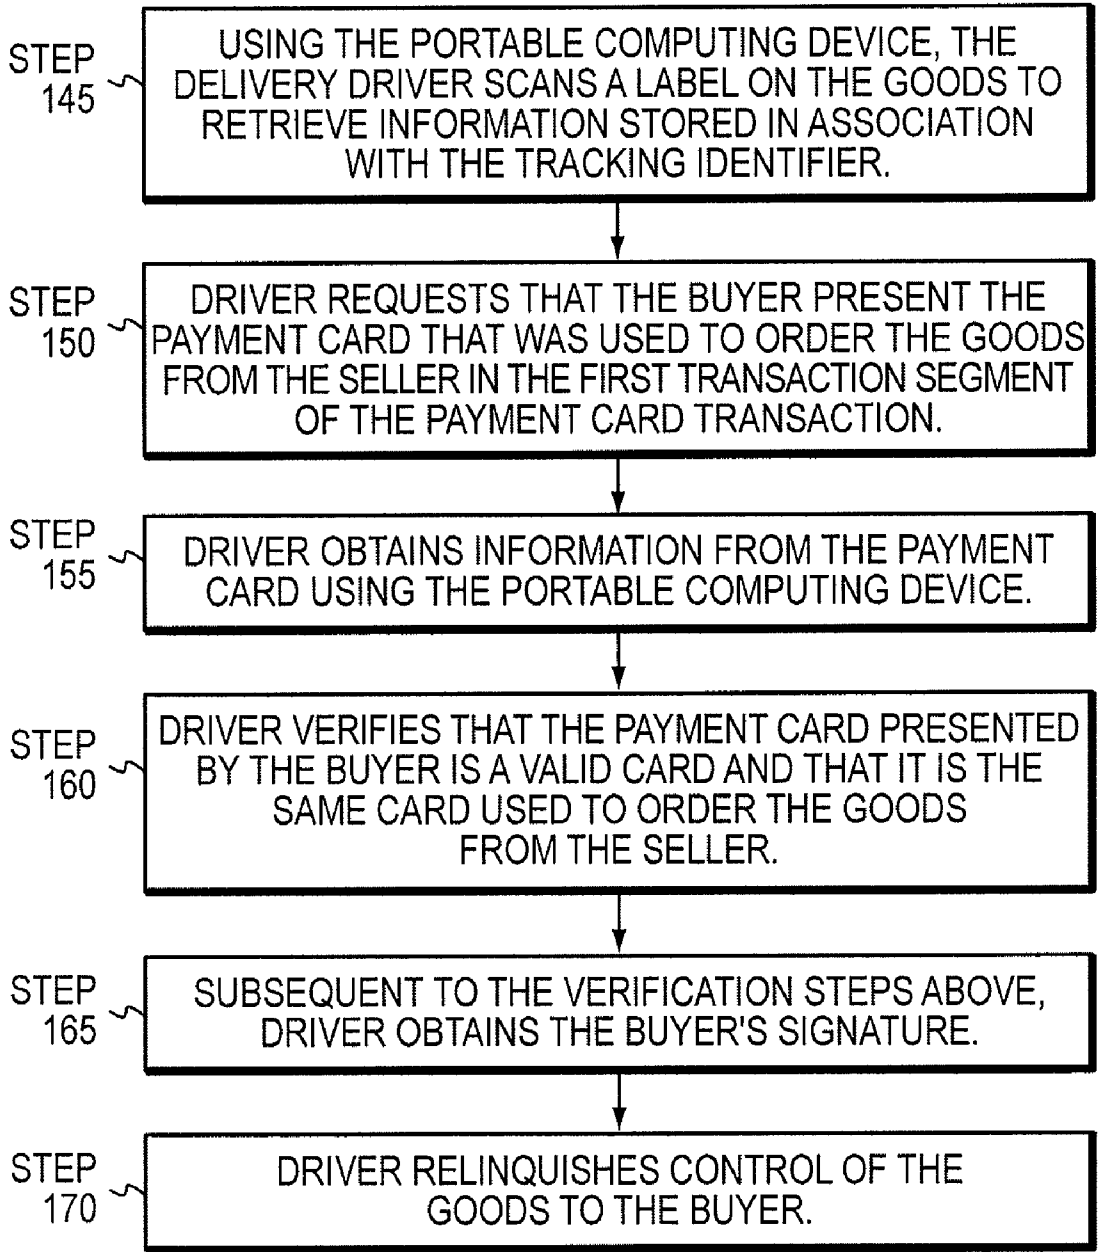 STEP
145
USING THE PORTABLE COMPUTING DEVICE, THE
DELIVERY DRIVER SCANS A LABEL ON THE GOODS TO
RETRIEVE INFORMATION STORED IN ASSOCIATION
WITH THE TRACKING IDENTIFIER.
STEP
150
DRIVER REQUESTS THAT THE BUYER PRESENT THE
PAYMENT CARD THAT WAS USED TO ORDER THE GOODS
FROM THE SELLER IN THE FIRST TRANSACTION SEGMENT
OF THE PAYMENT CARD TRANSACTION.
STEP
155
DRIVER OBTAINS INFORMATION FROM THE PAYMENT
CARD USING THE PORTABLE COMPUTING DEVICE.
STEP
160
DRIVER VERIFIES THAT THE PAYMENT CARD PRESENTED
BY THE BUYER IS A VALID CARD AND THAT IT IS THE
SAME CARD USED TO ORDER THE GOODS
FROM THE SELLER.
STEP
165
SUBSEQUENT TO THE VERIFICATION STEPS ABOVE,
DRIVER OBTAINS THE BUYER'S SIGNATURE.
STEP
170
DRIVER RELINQUISHES CONTROL OF THE
GOODS TO THE BUYER.